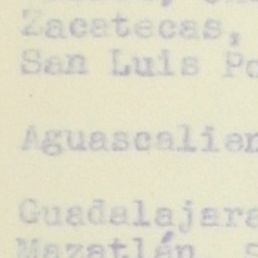 Zacatecas,
San Luis Po
Aguascalien
Guadalajara
Mazatlán